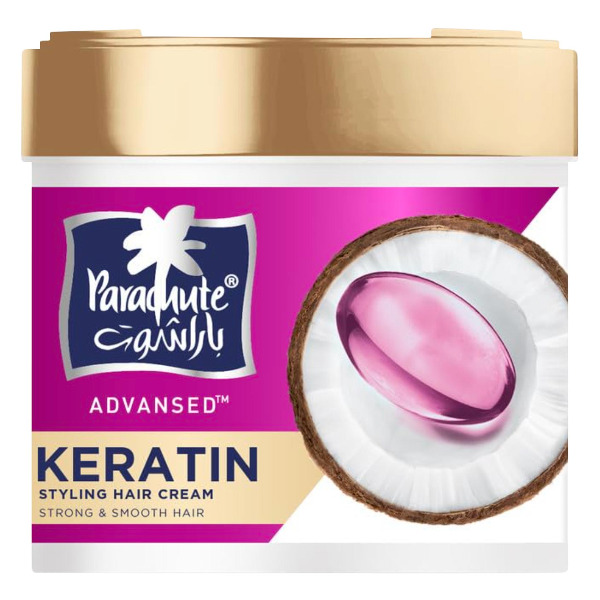 Parachute®
باراشوت
ADVANSED™
KERATIN
STYLING HAIR CREAM
STRONG & SMOOTH HAIR